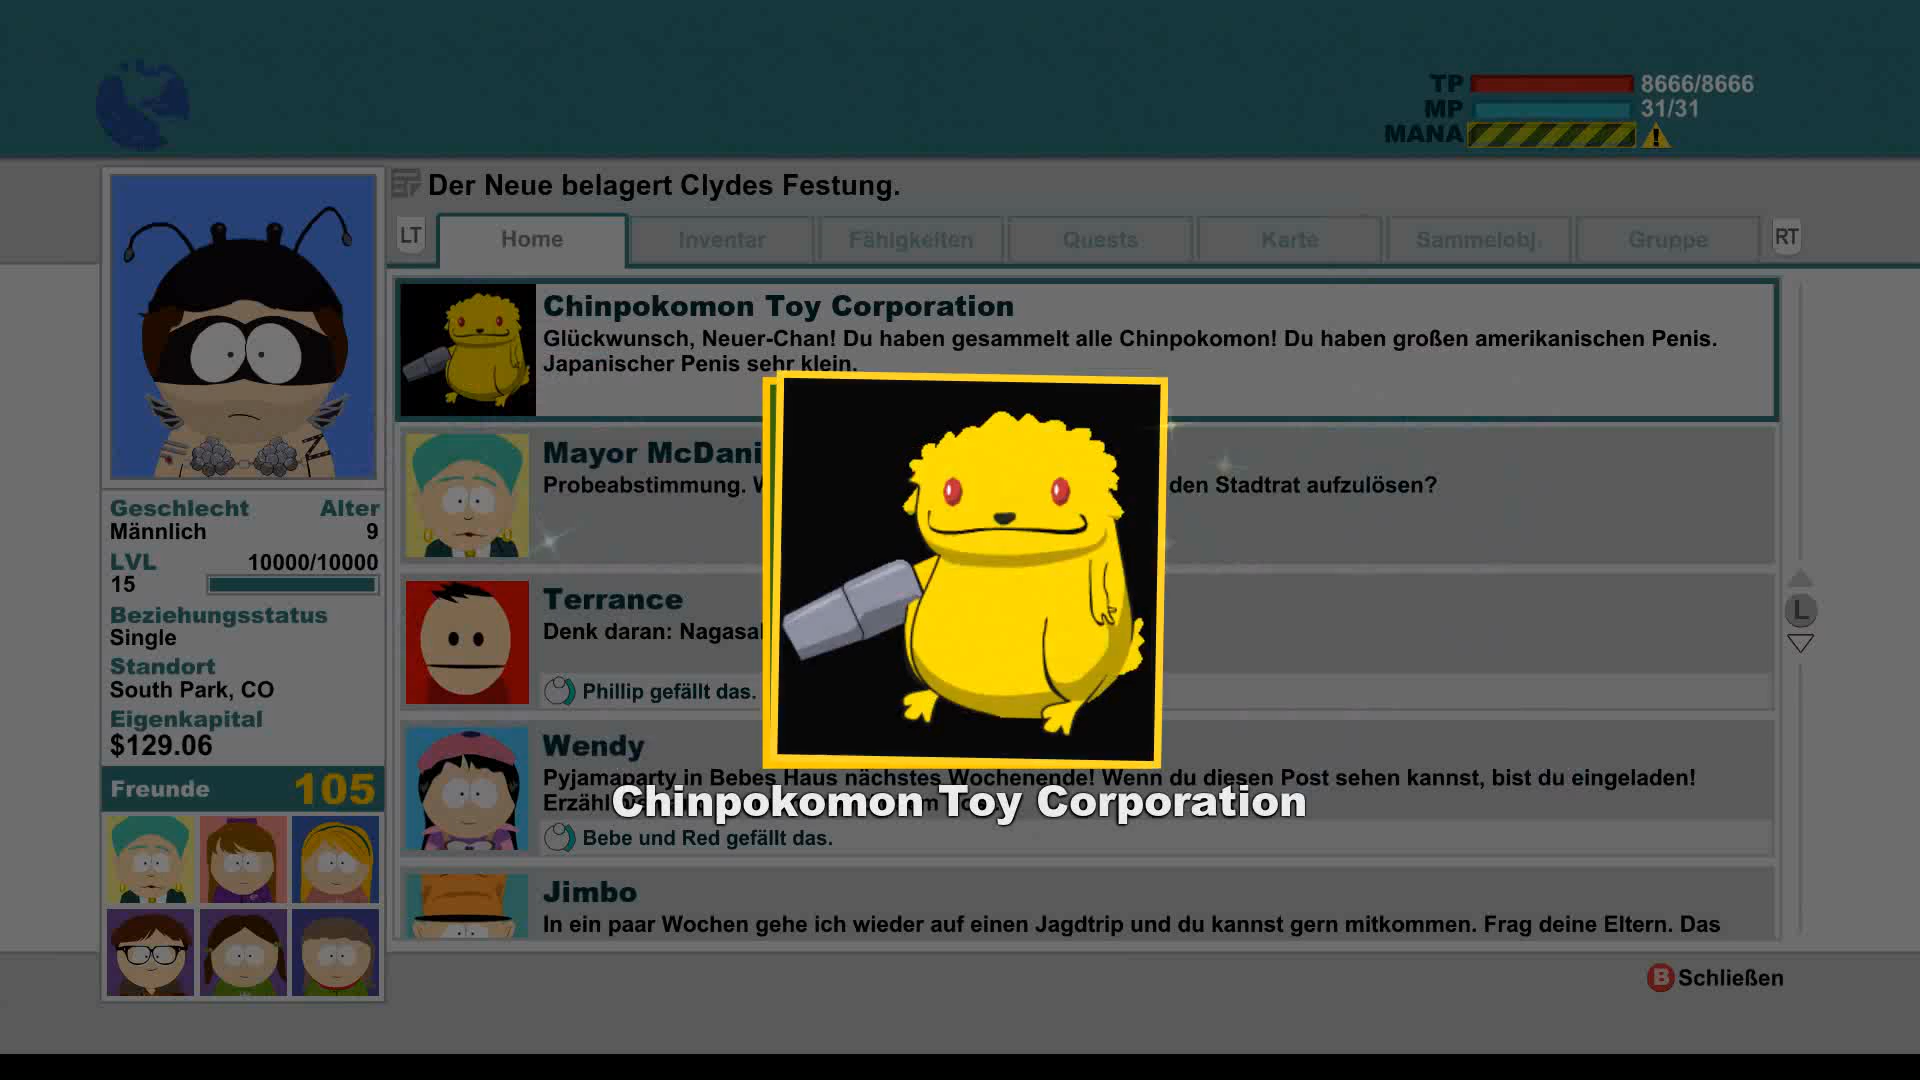 TP 8666/8666
MP 31/31
MANA
Der Neue belagert Clydes Festung.
LT Home Inventar Fähigkeiten Quests Karte Sammelobj. Gruppe RT
Chinpokomon Toy Corporation
Glückwunsch, Neuer-Chan! Du haben gesammelt alle Chinpokomon! Du haben großen amerikanischen Penis.
Japanischer Penis sehr klein.
Mayor McDani
Probeabstimmung. den Stadtrat aufzulösen?
Terrance
Denk daran:
Phillip gefällt das.
Wendy
Pyjamaparty in Bebes Haus nächstes Wochenende! Wenn du diesen Post sehen kannst, bist du eingeladen!
Chinpokomon Toy Corporation
Bebe und Red gefällt das.
Jimbo
In ein paar Wochen gehe ich wieder auf einen Jagdtrip und du kannst gern mitkommen. Frag deine Eltern. Das
Geschlecht Alter
Männlich 9
LVL 10000/10000
15
Beziehungsstatus
Single
Standort
South Park, CO
Eigenkapital
$129.06
Freunde 105
L
B Schließen